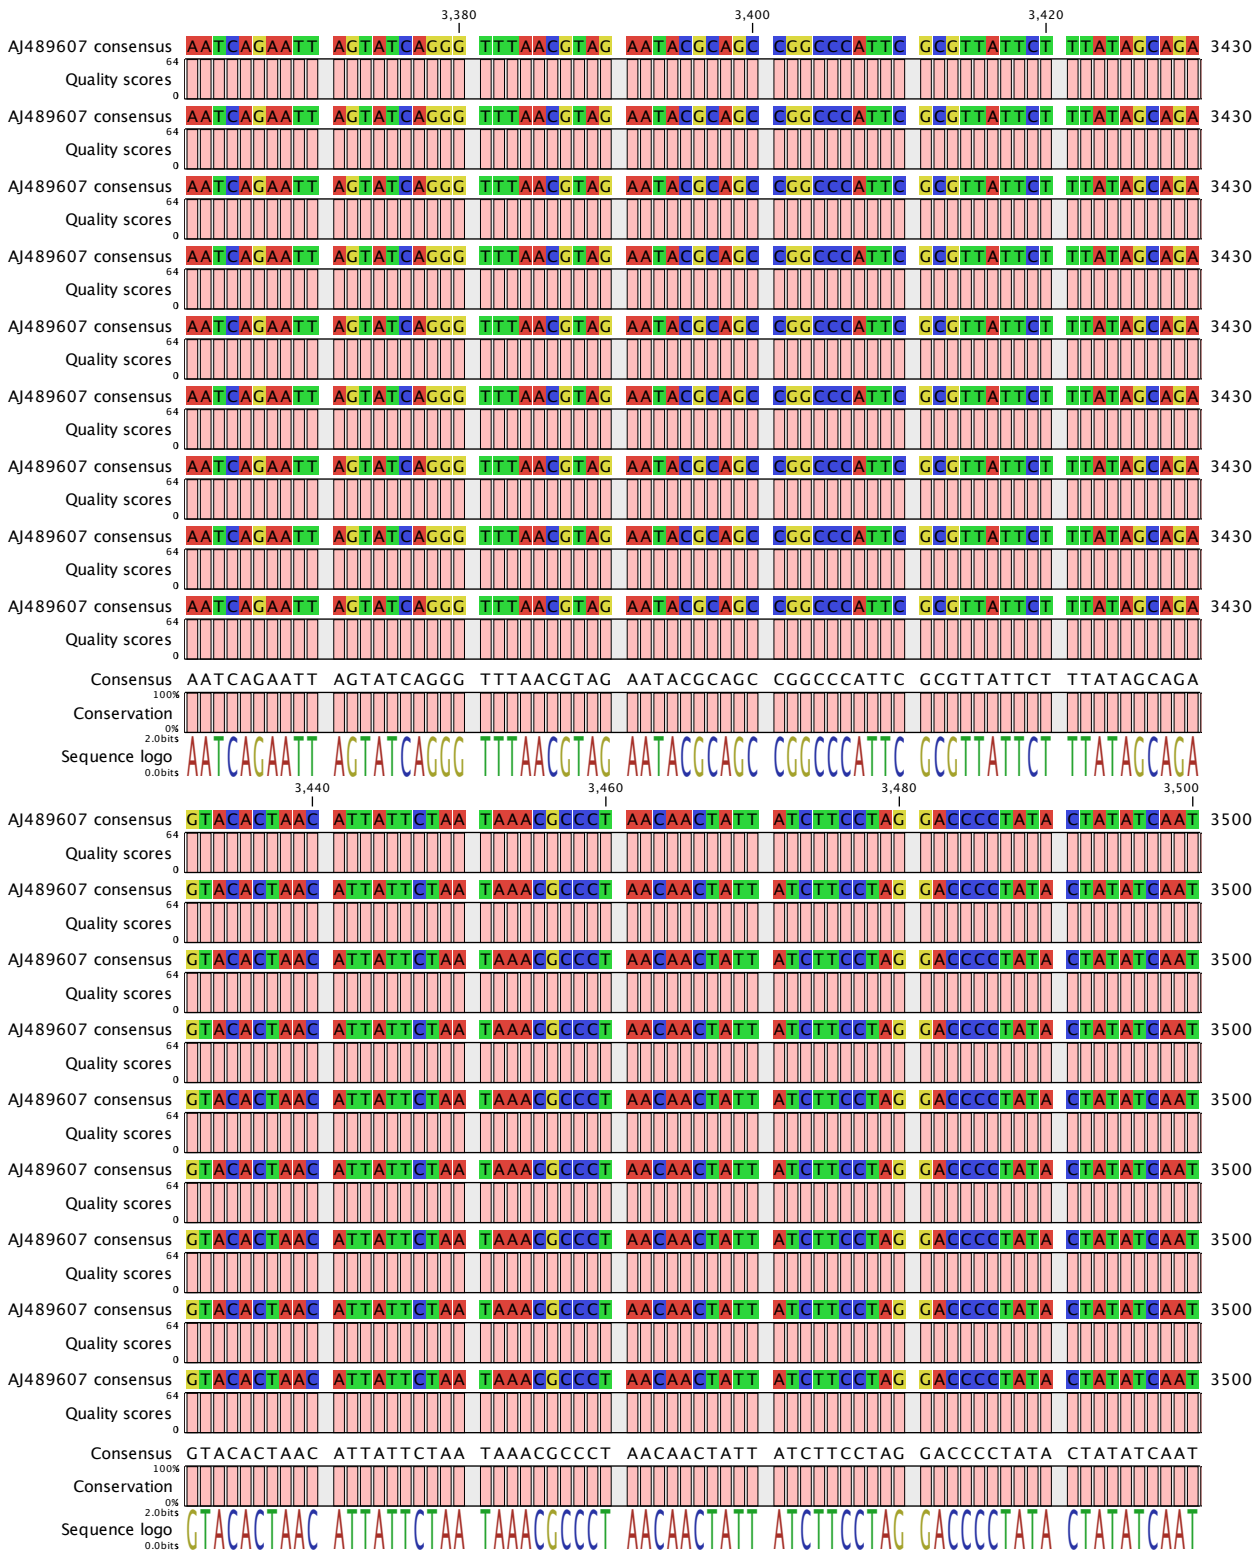 3,380 3,400 3,420
AJ489607 consensus AATCAGAATT AGTATCAGGG TTTAACGTAG AATACGCAGC CGGCCCATTC GCGTTATTCT TTATAGCAGA 3430
64
Quality scores
0
AJ489607 consensus AATCAGAATT AGTATCAGGG TTTAACGTAG AATACGCAGC CGGCCCATTC GCGTTATTCT TTATAGCAGA 3430
64
Quality scores
0
AJ489607 consensus AATCAGAATT AGTATCAGGG TTTAACGTAG AATACGCAGC CGGCCCATTC GCGTTATTCT TTATAGCAGA 3430
64
Quality scores
0
AJ489607 consensus AATCAGAATT AGTATCAGGG TTTAACGTAG AATACGCAGC CGGCCCATTC GCGTTATTCT TTATAGCAGA 3430
64
Quality scores
0
AJ489607 consensus AATCAGAATT AGTATCAGGG TTTAACGTAG AATACGCAGC CGGCCCATTC GCGTTATTCT TTATAGCAGA 3430
64
Quality scores
0
AJ489607 consensus AATCAGAATT AGTATCAGGG TTTAACGTAG AATACGCAGC CGGCCCATTC GCGTTATTCT TTATAGCAGA 3430
64
Quality scores
0
AJ489607 consensus AATCAGAATT AGTATCAGGG TTTAACGTAG AATACGCAGC CGGCCCATTC GCGTTATTCT TTATAGCAGA 3430
64
Quality scores
0
AJ489607 consensus AATCAGAATT AGTATCAGGG TTTAACGTAG AATACGCAGC CGGCCCATTC GCGTTATTCT TTATAGCAGA 3430
64
Quality scores
0
AJ489607 consensus AATCAGAATT AGTATCAGGG TTTAACGTAG AATACGCAGC CGGCCCATTC GCGTTATTCT TTATAGCAGA 3430
64
Quality scores
0
Consensus AATCAGAATT AGTATCAGGG TTTAACGTAG AATACGCAGC CGGCCCATTC GCGTTATTCT TTATAGCAGA
100%
Conservation
0%
2.0bits
Sequence logo AATCAGAATT AGTATCAGGG TTTAACGTAG AATACGCAGC CGGCCCATTC GCGTTATTCT TTATAGCAGA
0.0bits
3,440 3,460 3,480 3,500
AJ489607 consensus GTACACTAAC ATTATTCTAA TAAACGCCCT AACAACTATT ATCTTCCTAG GACCCCTATA CTATATCAAT 3500
64
Quality scores
0
AJ489607 consensus GTACACTAAC ATTATTCTAA TAAACGCCCT AACAACTATT ATCTTCCTAG GACCCCTATA CTATATCAAT 3500
64
Quality scores
0
AJ489607 consensus GTACACTAAC ATTATTCTAA TAAACGCCCT AACAACTATT ATCTTCCTAG GACCCCTATA CTATATCAAT 3500
64
Quality scores
0
AJ489607 consensus GTACACTAAC ATTATTCTAA TAAACGCCCT AACAACTATT ATCTTCCTAG GACCCCTATA CTATATCAAT 3500
64
Quality scores
0
AJ489607 consensus GTACACTAAC ATTATTCTAA TAAACGCCCT AACAACTATT ATCTTCCTAG GACCCCTATA CTATATCAAT 3500
64
Quality scores
0
AJ489607 consensus GTACACTAAC ATTATTCTAA TAAACGCCCT AACAACTATT ATCTTCCTAG GACCCCTATA CTATATCAAT 3500
64
Quality scores
0
AJ489607 consensus GTACACTAAC ATTATTCTAA TAAACGCCCT AACAACTATT ATCTTCCTAG GACCCCTATA CTATATCAAT 3500
64
Quality scores
0
AJ489607 consensus GTACACTAAC ATTATTCTAA TAAACGCCCT AACAACTATT ATCTTCCTAG GACCCCTATA CTATATCAAT 3500
64
Quality scores
0
AJ489607 consensus GTACACTAAC ATTATTCTAA TAAACGCCCT AACAACTATT ATCTTCCTAG GACCCCTATA CTATATCAAT 3500
64
Quality scores
0
Consensus GTACACTAAC ATTATTCTAA TAAACGCCCT AACAACTATT ATCTTCCTAG GACCCCTATA CTATATCAAT
100%
Conservation
0%
2.0bits
Sequence logo GTACACTAAC ATTATTCTAA TAAACGCCCT AACAACTATT ATCTTCCTAG GACCCCTATA CTATATCAAT
0.0bits